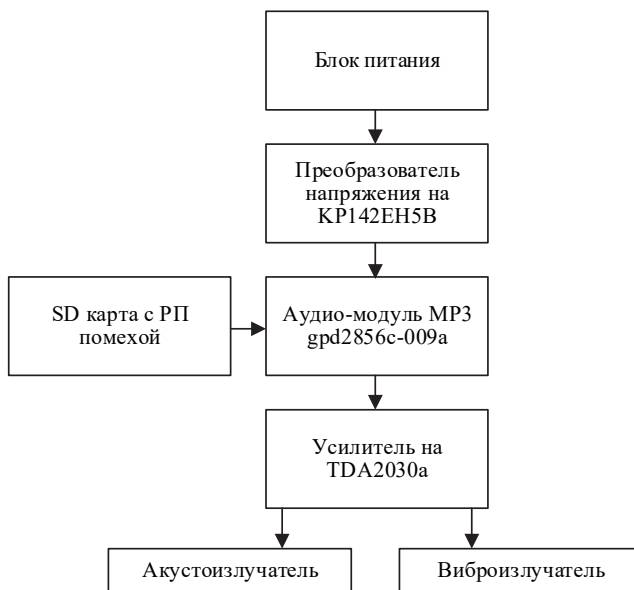 Блок питания
Преобразователь
напряжения на
КР142ЕН5В
SD карта с РП
помехой
Аудио-модуль MP3
gpd2856c-009a
Усилитель на
TDA2030a
Акустоизлучатель
Виброизлучатель